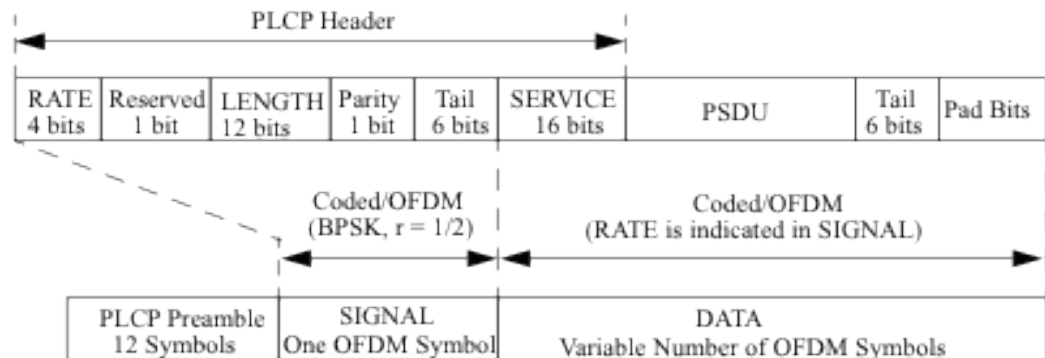 PLCP Header
RATE Reserved LENGTH Parity Tail SERVICE PSDU Tail Pad Bits
4 bits 1 bit 12 bits 1 bit 6 bits 16 bits 6 bits
Coded/OFDM Coded/OFDM
(BPSK, r = 1/2) (RATE is indicated in SIGNAL)
PLCP Preamble SIGNAL DATA
12 Symbols One OFDM Symbol Variable Number of OFDM Symbols